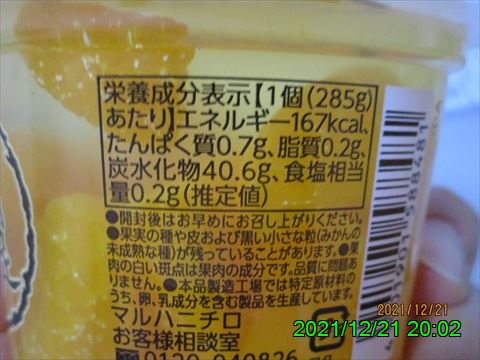 栄養成分表示【1個(285g)
あたり】エネルギー167kcal、
たんぱく質0.7g、脂質0.2g、
炭水化物40.6g、食塩相当
量0.2g(推定値)
●開封後はお早めにお召し上がりください。
●果実の種や皮および黒い小さな粒(みかんの
未成熟な種)が残っていることがあります。●果
肉の白い斑点は果肉の成分です。品質に問題あ
りません。●本品製造工場では特定原材料の
うち、卵、乳成分を含む製品を生産しています。
マルハニチロ
お客様相談室
2021/12/21
2021/12/21 20:02